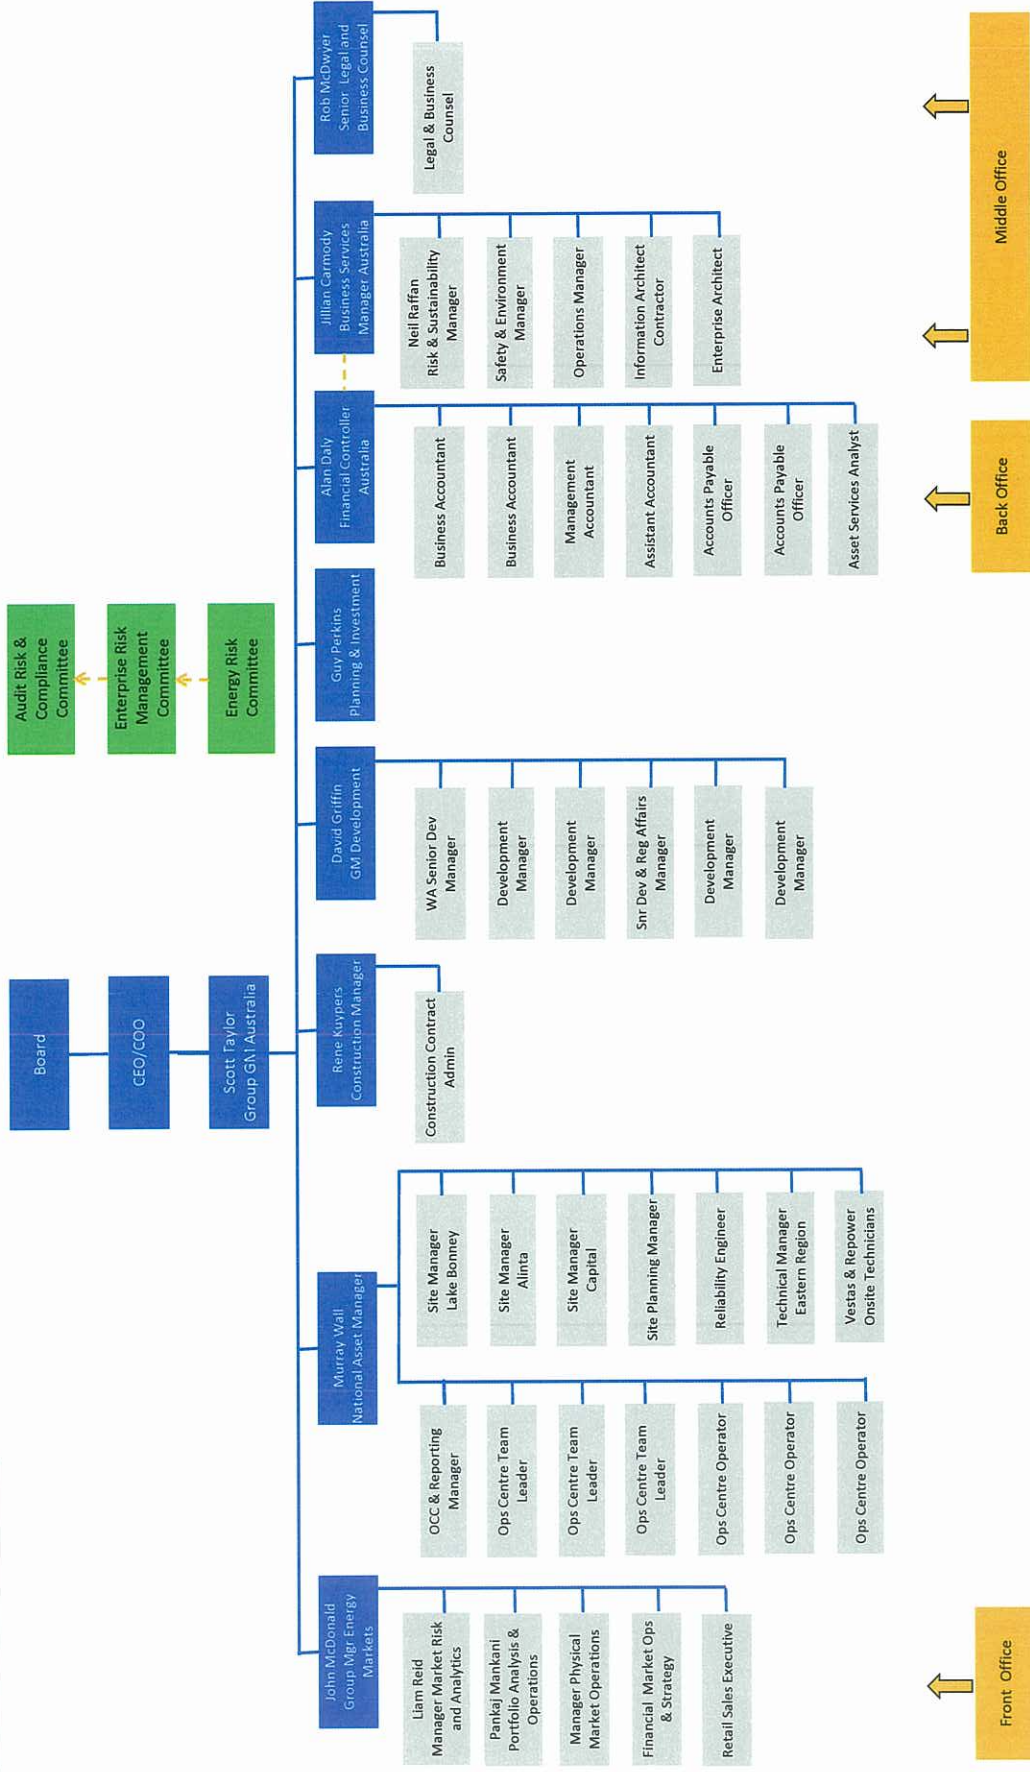 Board
CEO/COO
Scott Taylor
Group GM Australia
Audit Risk &
Compliance
Committee
Enterprise Risk
Management
Committee
Energy Risk
Committee
John McDonald
Group Mgr Energy
Markets
Liam Reid
Manager Market Risk
and Analytics
Pankaj Mankani
Portfolio Analysis &
Operations
Manager Physical
Market Operations
Financial Market Ops
& Strategy
Retail Sales Executive
Murray Wall
National Asset Manager
OCC & Reporting
Manager
Ops Centre Team
Leader
Ops Centre Team
Leader
Ops Centre Team
Leader
Ops Centre Operator
Ops Centre Operator
Ops Centre Operator
Site Manager
Lake Bonney
Site Manager
Alinta
Site Manager
Capital
Site Planning Manager
Reliability Engineer
Technical Manager
Eastern Region
Vestas & Repower
Onsite Technicians
Rene Kuypers
Construction Manager
Construction Contract
Admin
David Griffin
GM Development
WA Senior Dev
Manager
Development
Manager
Development
Manager
Snr Dev & Reg Affairs
Manager
Development
Manager
Development
Manager
Guy Perkins
Planning & Investment
Alan Daly
Financial Controller
Australia
Business Accountant
Business Accountant
Management
Accountant
Assistant Accountant
Accounts Payable
Officer
Accounts Payable
Officer
Asset Services Analyst
Jillian Carmody
Business Services
Manager Australia
Neil Raffan
Risk & Sustainability
Manager
Safety & Environment
Manager
Operations Manager
Information Architect
Contractor
Enterprise Architect
Rob McDwyer
Senior Legal and
Business Counsel
Legal & Business
Counsel
Front Office
Back Office
Middle Office